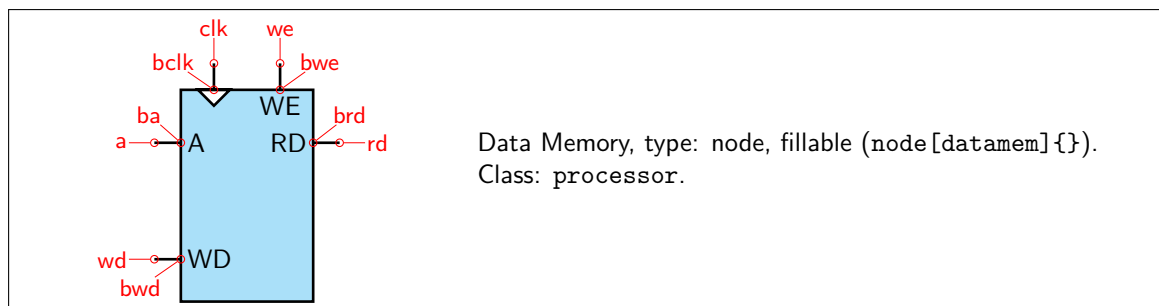 clk we
bclk bwe
WE
ba brd
a A RD rd
wd WD
bwd
Data Memory, type: node, fillable (node[datamem]{}).
Class: processor.